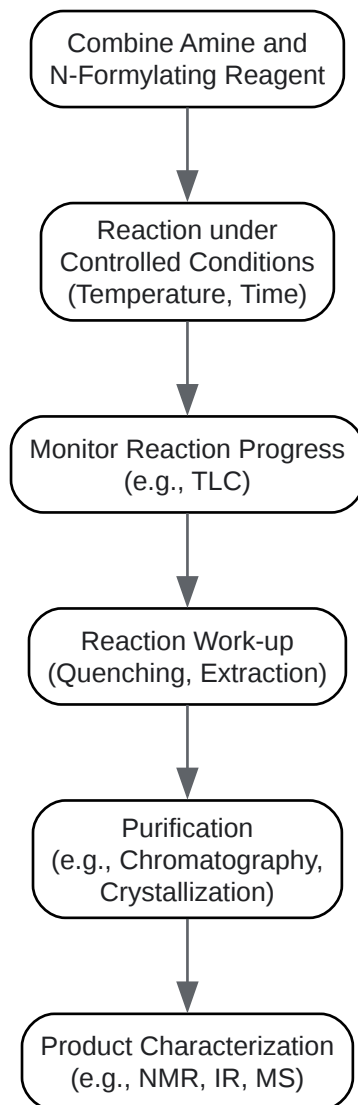 Combine Amine and
N-Formylating Reagent
Reaction under
Controlled Conditions
(Temperature, Time)
Monitor Reaction Progress
(e.g., TLC)
Reaction Work-up
(Quenching, Extraction)
Purification
(e.g., Chromatography,
Crystallization)
Product Characterization
(e.g., NMR, IR, MS)